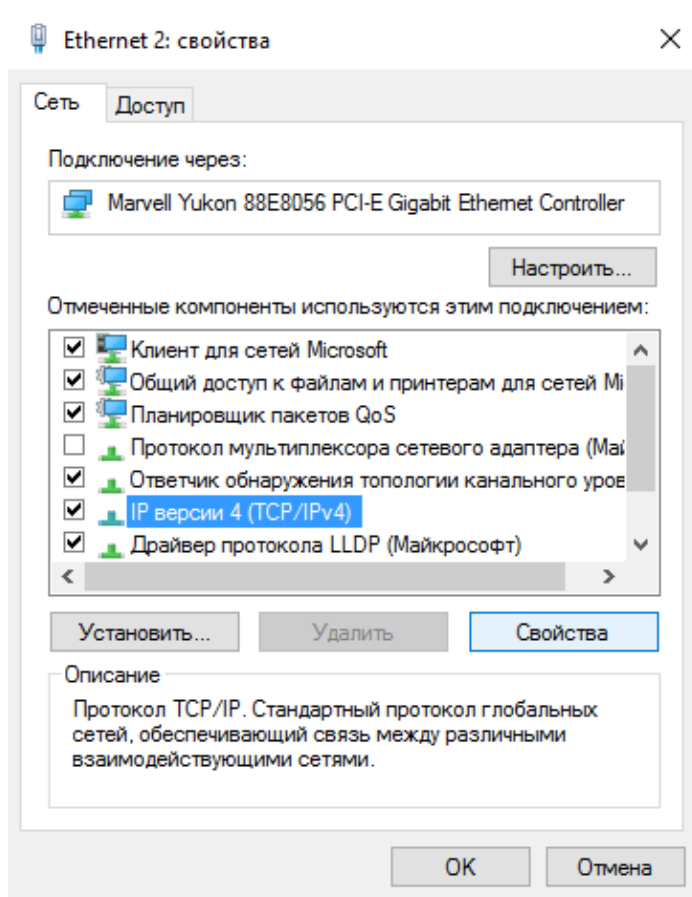 Ethernet 2: свойства
Сеть
Доступ
Подключение через:
Marvell Yukon 88E8056 PCI-E Gigabit Ethernet Controller
Настроить...
Отмеченные компоненты используются этим подключением:
Клиент для сетей Microsoft
Общий доступ к файлам и принтерам для сетей Mi
Планировщик пакетов QoS
Протокол мультиплексора сетевого адаптера (Май
Ответчик обнаружения топологии канального уров
IP версии 4 (TCP/IPv4)
Драйвер протокола LLDP (Майкрософт)
Установить...
Удалить
Свойства
Описание
Протокол TCP/IP. Стандартный протокол глобальных
сетей, обеспечивающий связь между различными
взаимодействующими сетями.
OK
Отмена